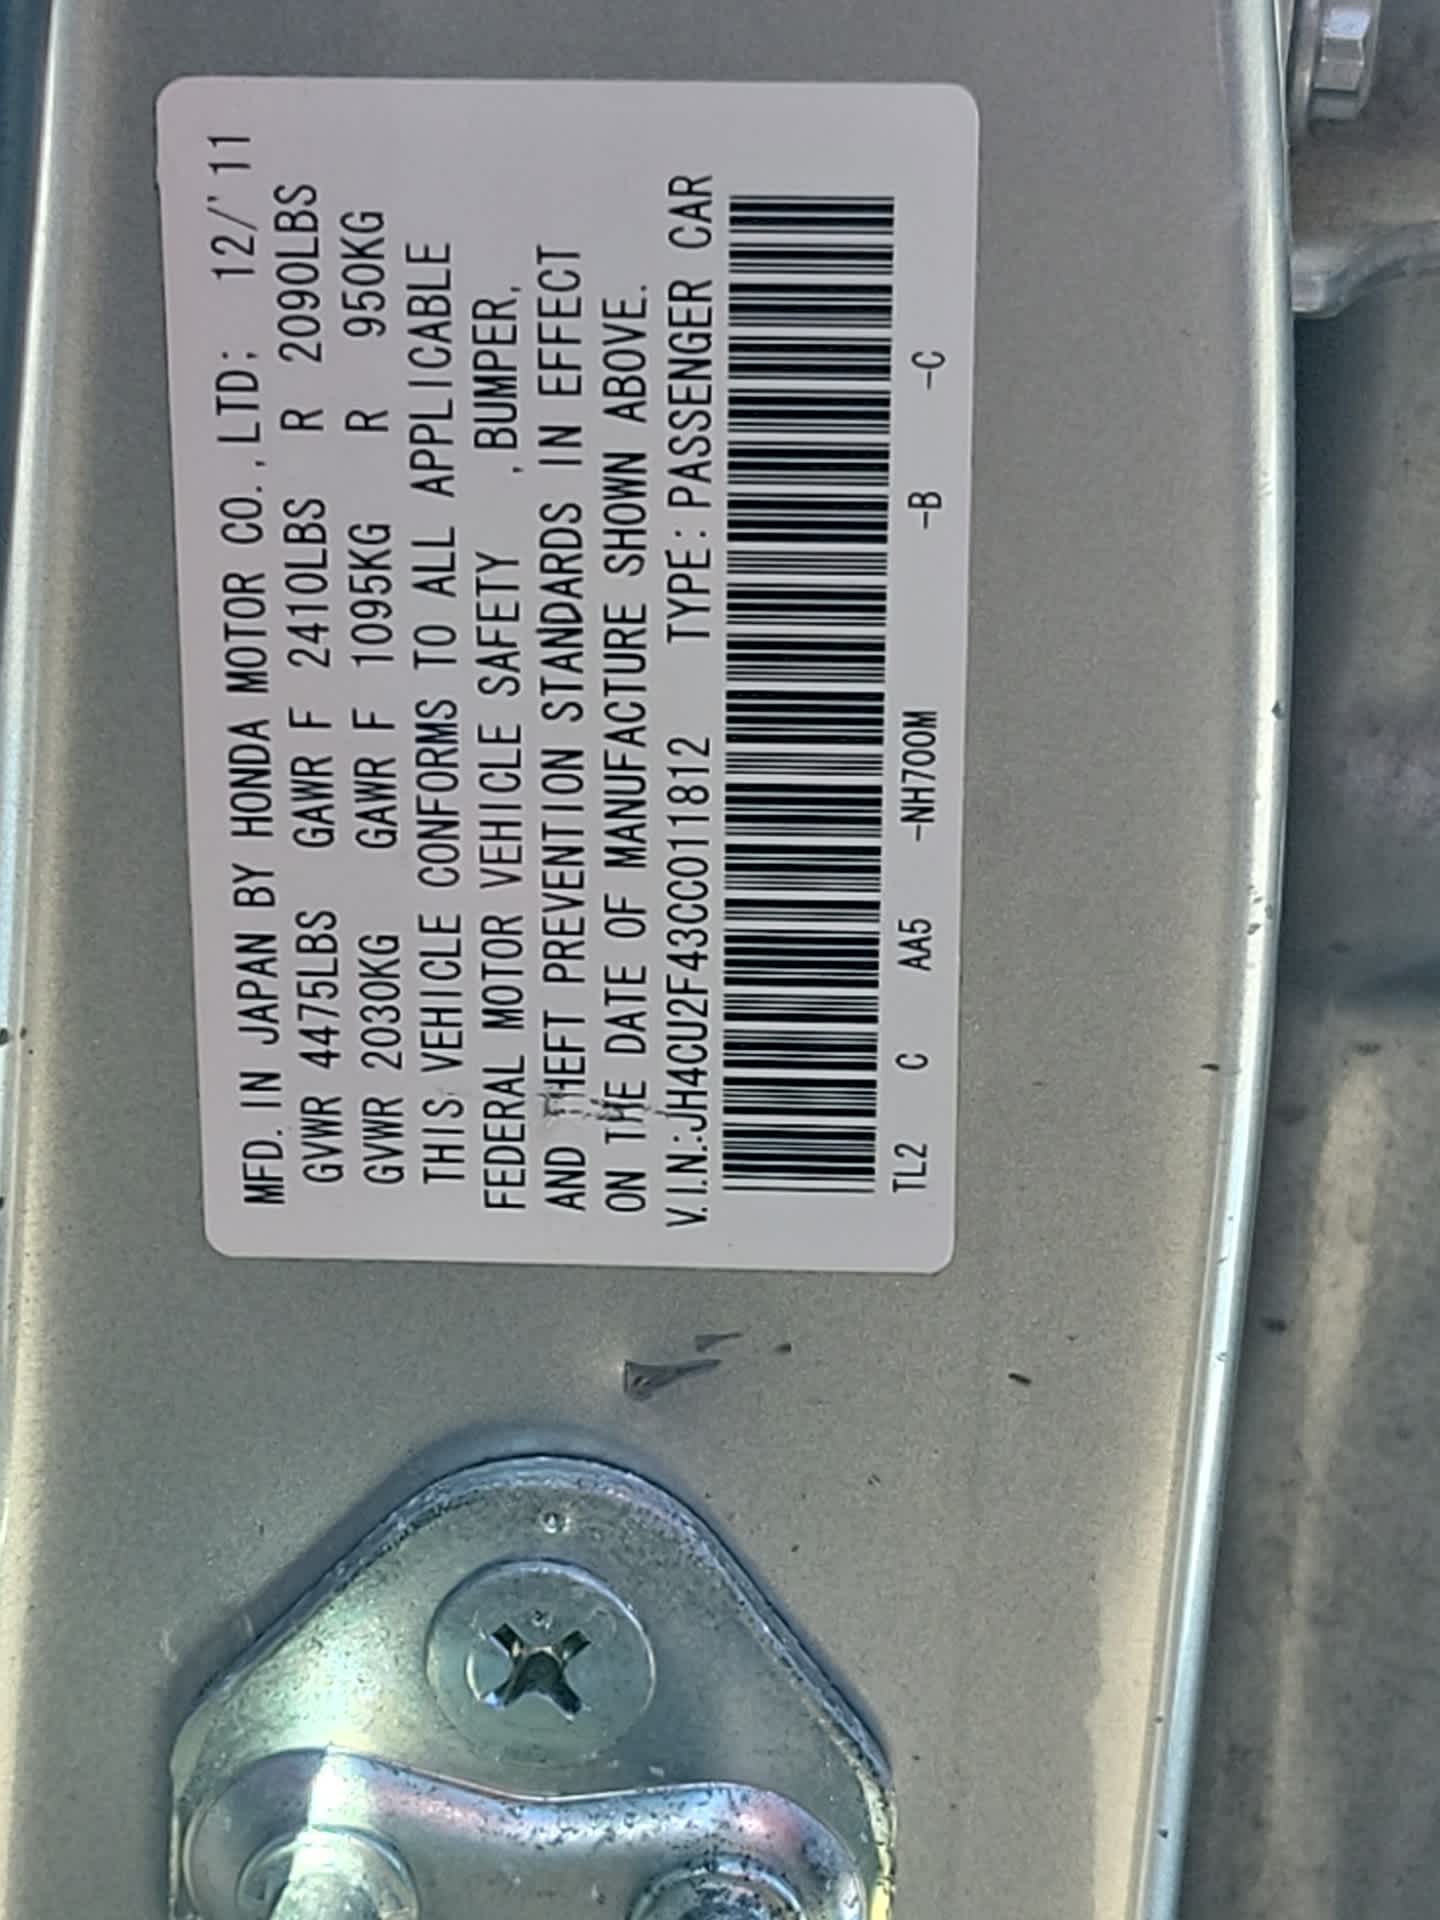 MFD. IN JAPAN BY HONDA MOTOR CO.,LTD; 12/'11
GVWR 4475LBS GAWR F 2410LBS R 2090LBS
GVWR 2030KG GAWR F 1095KG R 950KG
THIS VEHICLE CONFORMS TO ALL APPLICABLE
FEDERAL MOTOR VEHICLE SAFETY ,BUMPER,
AND THEFT PREVENTION STANDARDS IN EFFECT
ON THE DATE OF MANUFACTURE SHOWN ABOVE.
V.I.N.:JH4CU2F43CC011812 TYPE:PASSENGER CAR
TL2 C AA5 -NH700M -B -C